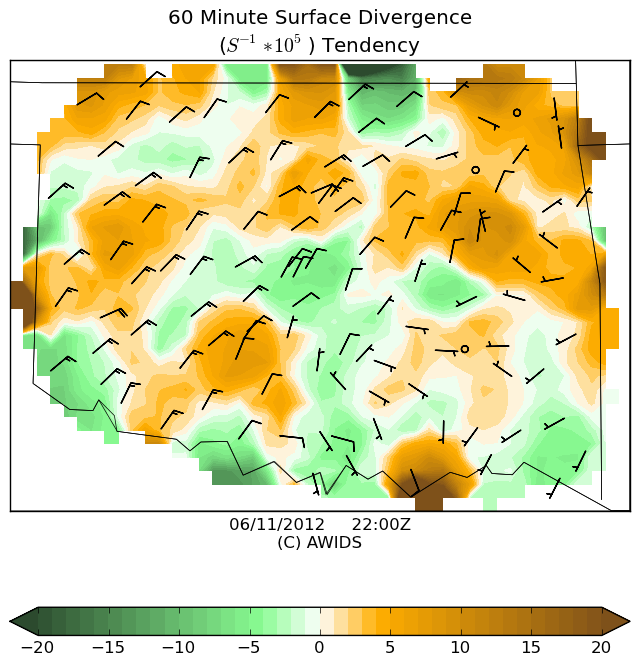 60 Minute Surface Divergence
(S⁻¹ * 10⁵ ) Tendency
06/11/2012 22:00Z
(C) AWIDS
−20 −15 −10 −5 0 5 10 15 20